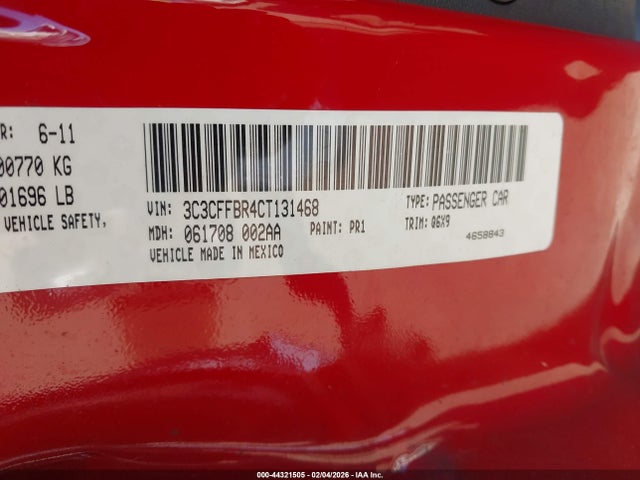 R: 6-11
00770 KG
01696 LB
VEHICLE SAFETY,
VIN: 3C3CFFBR4CT131468 TYPE: PASSENGER CAR
MDH: 061708 002AA PAINT: PR1 TRIM: Q6X9
VEHICLE MADE IN MEXICO 4658843
000-44321505 - 02/04/2026 - IAA Inc.